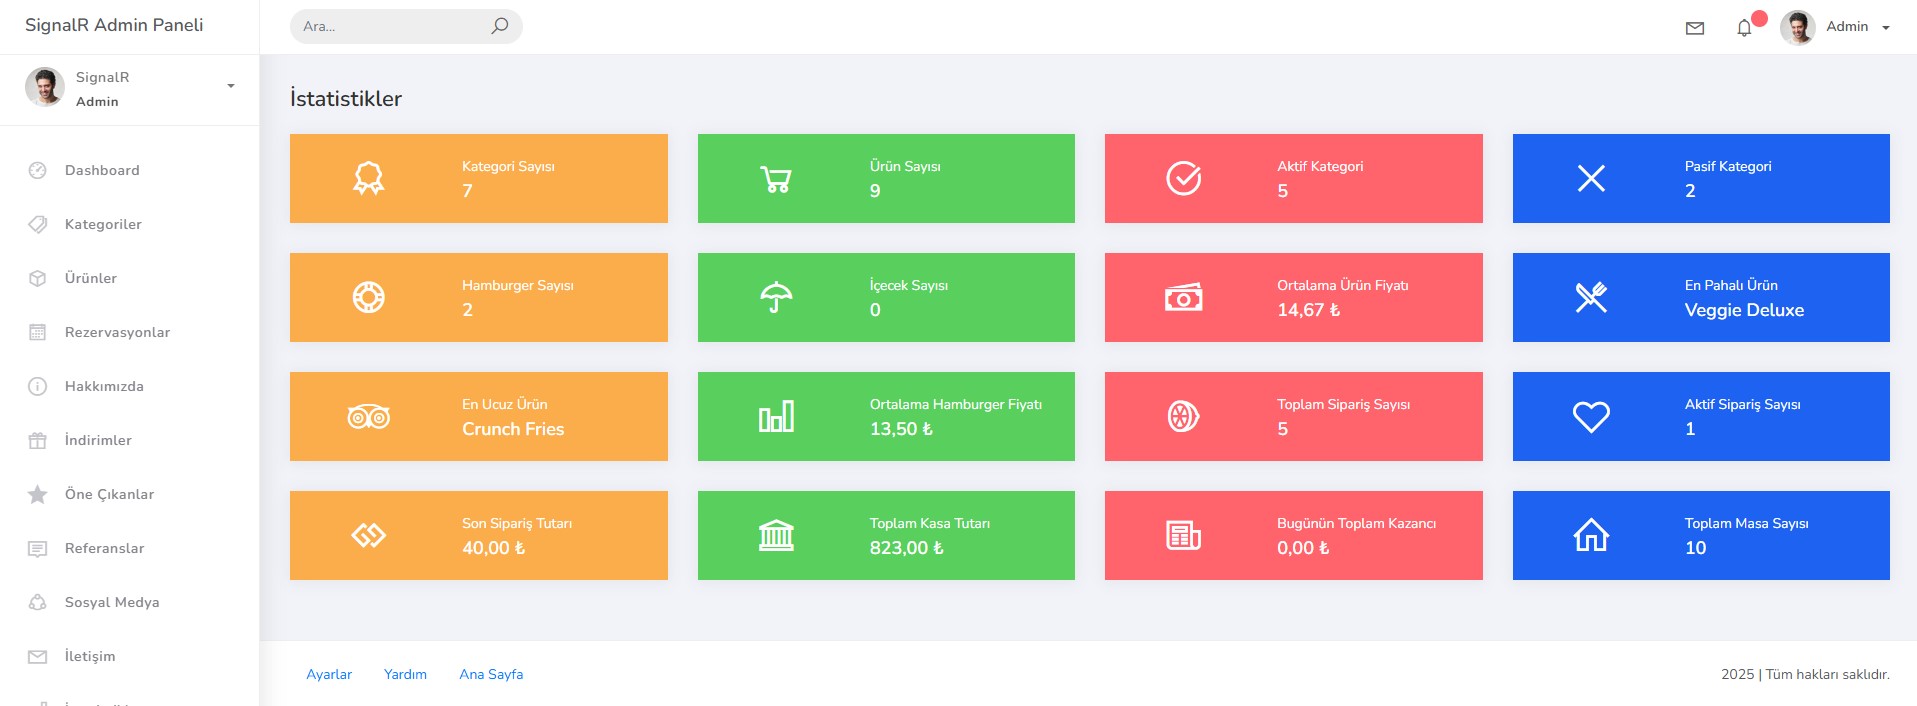 SignalR Admin Paneli
Ara...
Admin
SignalR
Admin
Dashboard
Kategoriler
Ürünler
Rezervasyonlar
Hakkımızda
İndirimler
Öne Çıkanlar
Referanslar
Sosyal Medya
İletişim
İstatistikler
Kategori Sayısı
7
Ürün Sayısı
9
Aktif Kategori
5
Pasif Kategori
2
Hamburger Sayısı
2
İçecek Sayısı
0
Ortalama Ürün Fiyatı
14,67 ₺
En Pahalı Ürün
Veggie Deluxe
En Ucuz Ürün
Crunch Fries
Ortalama Hamburger Fiyatı
13,50 ₺
Toplam Sipariş Sayısı
5
Aktif Sipariş Sayısı
1
Son Sipariş Tutarı
40,00 ₺
Toplam Kasa Tutarı
823,00 ₺
Bugünün Toplam Kazancı
0,00 ₺
Toplam Masa Sayısı
10
Ayarlar
Yardım
Ana Sayfa
2025 | Tüm hakları saklıdır.